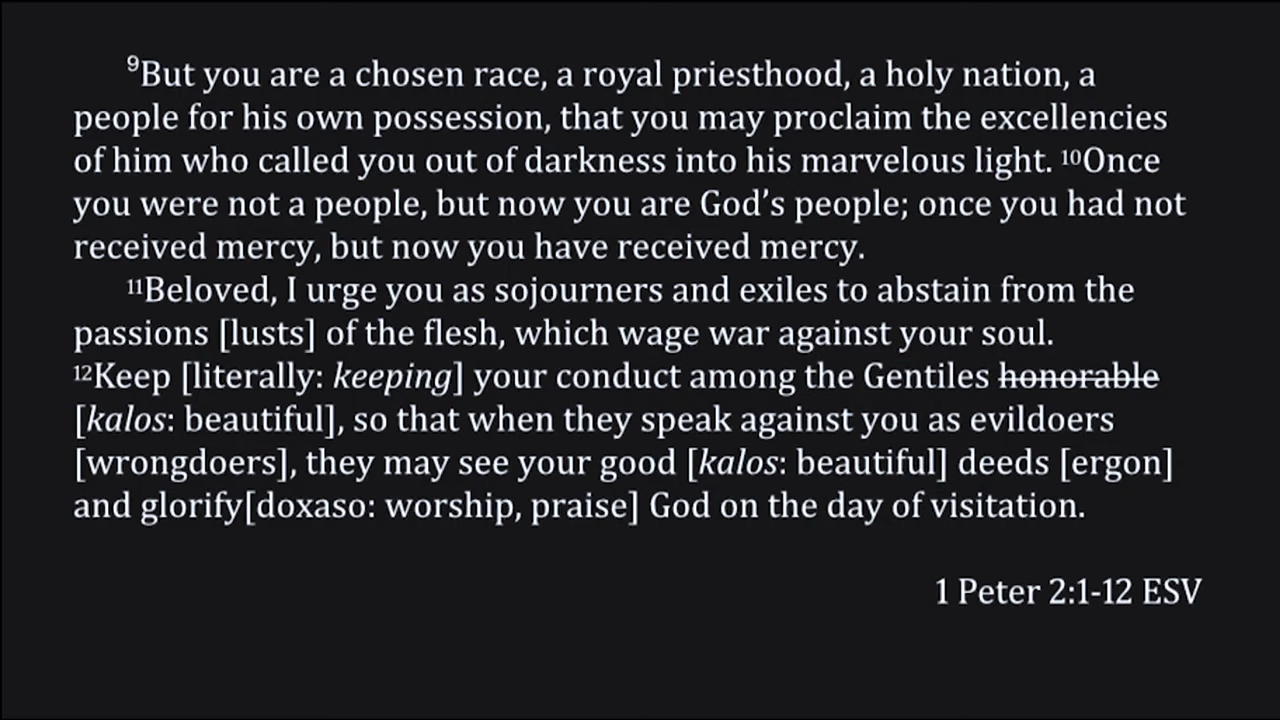 ⁹But you are a chosen race, a royal priesthood, a holy nation, a
people for his own possession, that you may proclaim the excellencies
of him who called you out of darkness into his marvelous light. ¹⁰Once
you were not a people, but now you are God’s people; once you had not
received mercy, but now you have received mercy.
¹¹Beloved, I urge you as sojourners and exiles to abstain from the
passions [lusts] of the flesh, which wage war against your soul.
¹²Keep [literally: keeping] your conduct among the Gentiles honorable
[kalos: beautiful], so that when they speak against you as evildoers
[wrongdoers], they may see your good [kalos: beautiful] deeds [ergon]
and glorify[doxaso: worship, praise] God on the day of visitation.
1 Peter 2:1-12 ESV